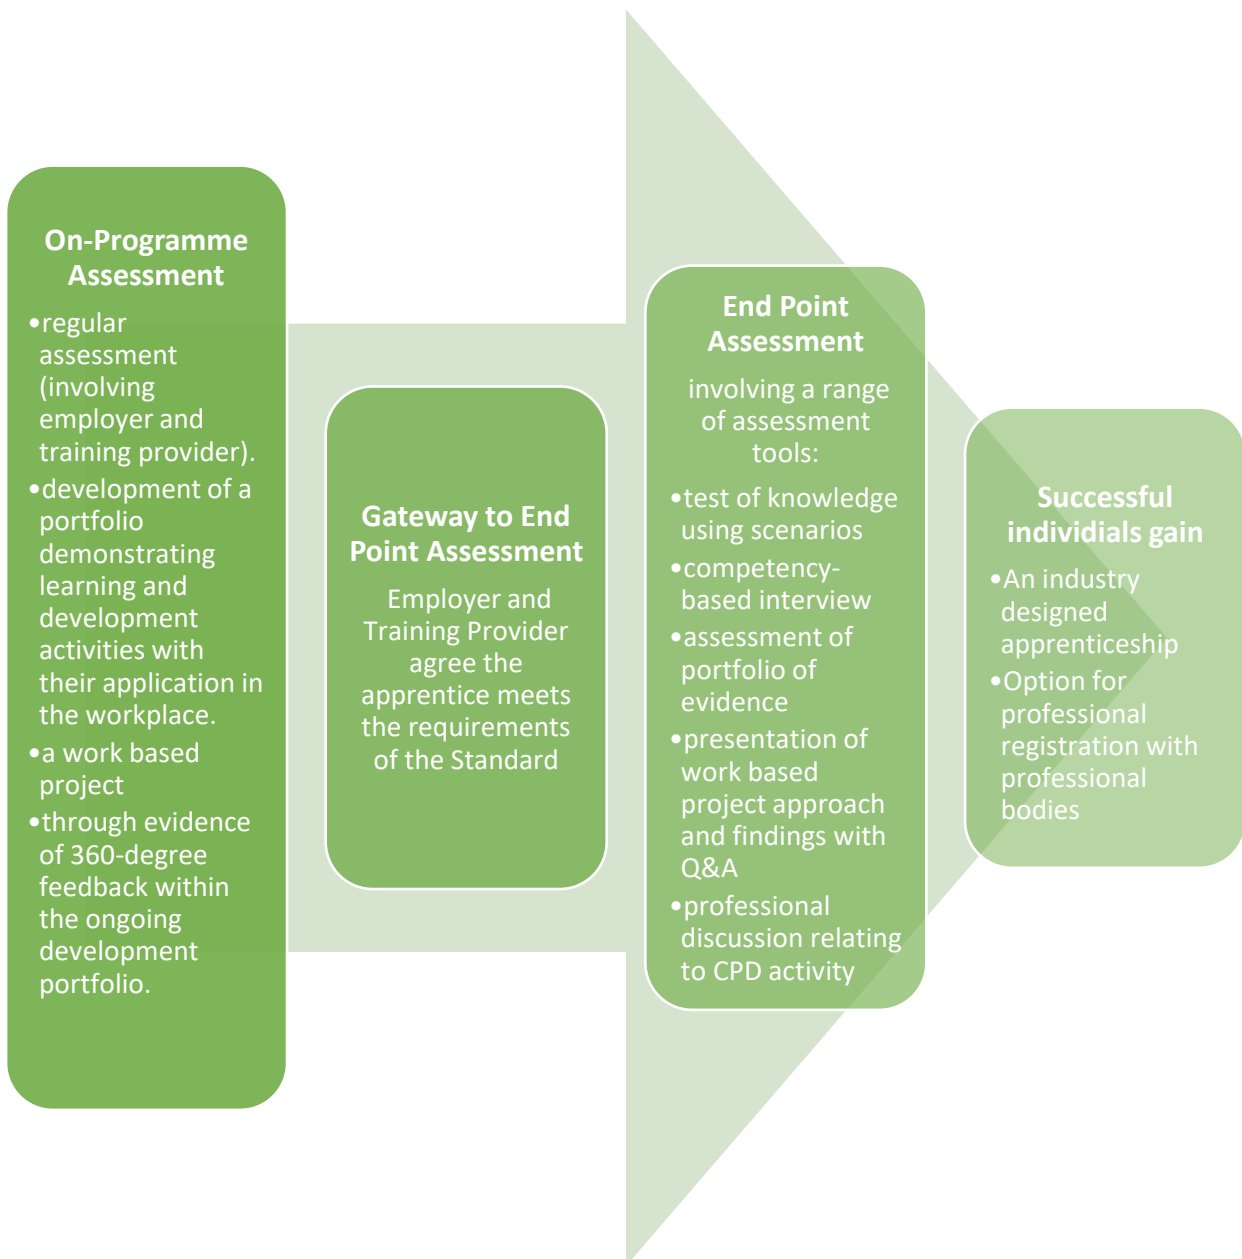 On-Programme
Assessment
•regular
assessment
(involving
employer and
training provider).
•development of a
portfolio
demonstrating
learning and
development
activities with
their application in
the workplace.
•a work based
project
•through evidence
of 360-degree
feedback within
the ongoing
development
portfolio.
Gateway to End
Point Assessment
Employer and
Training Provider
agree the
apprentice meets
the requirements
of the Standard
End Point
Assessment
involving a range
of assessment
tools:
•test of knowledge
using scenarios
•competency-
based interview
•assessment of
portfolio of
evidence
•presentation of
work based
project approach
and findings with
Q&A
•professional
discussion relating
to CPD activity
Successful
individials gain
•An industry
designed
apprenticeship
•Option for
professional
registration with
professional
bodies